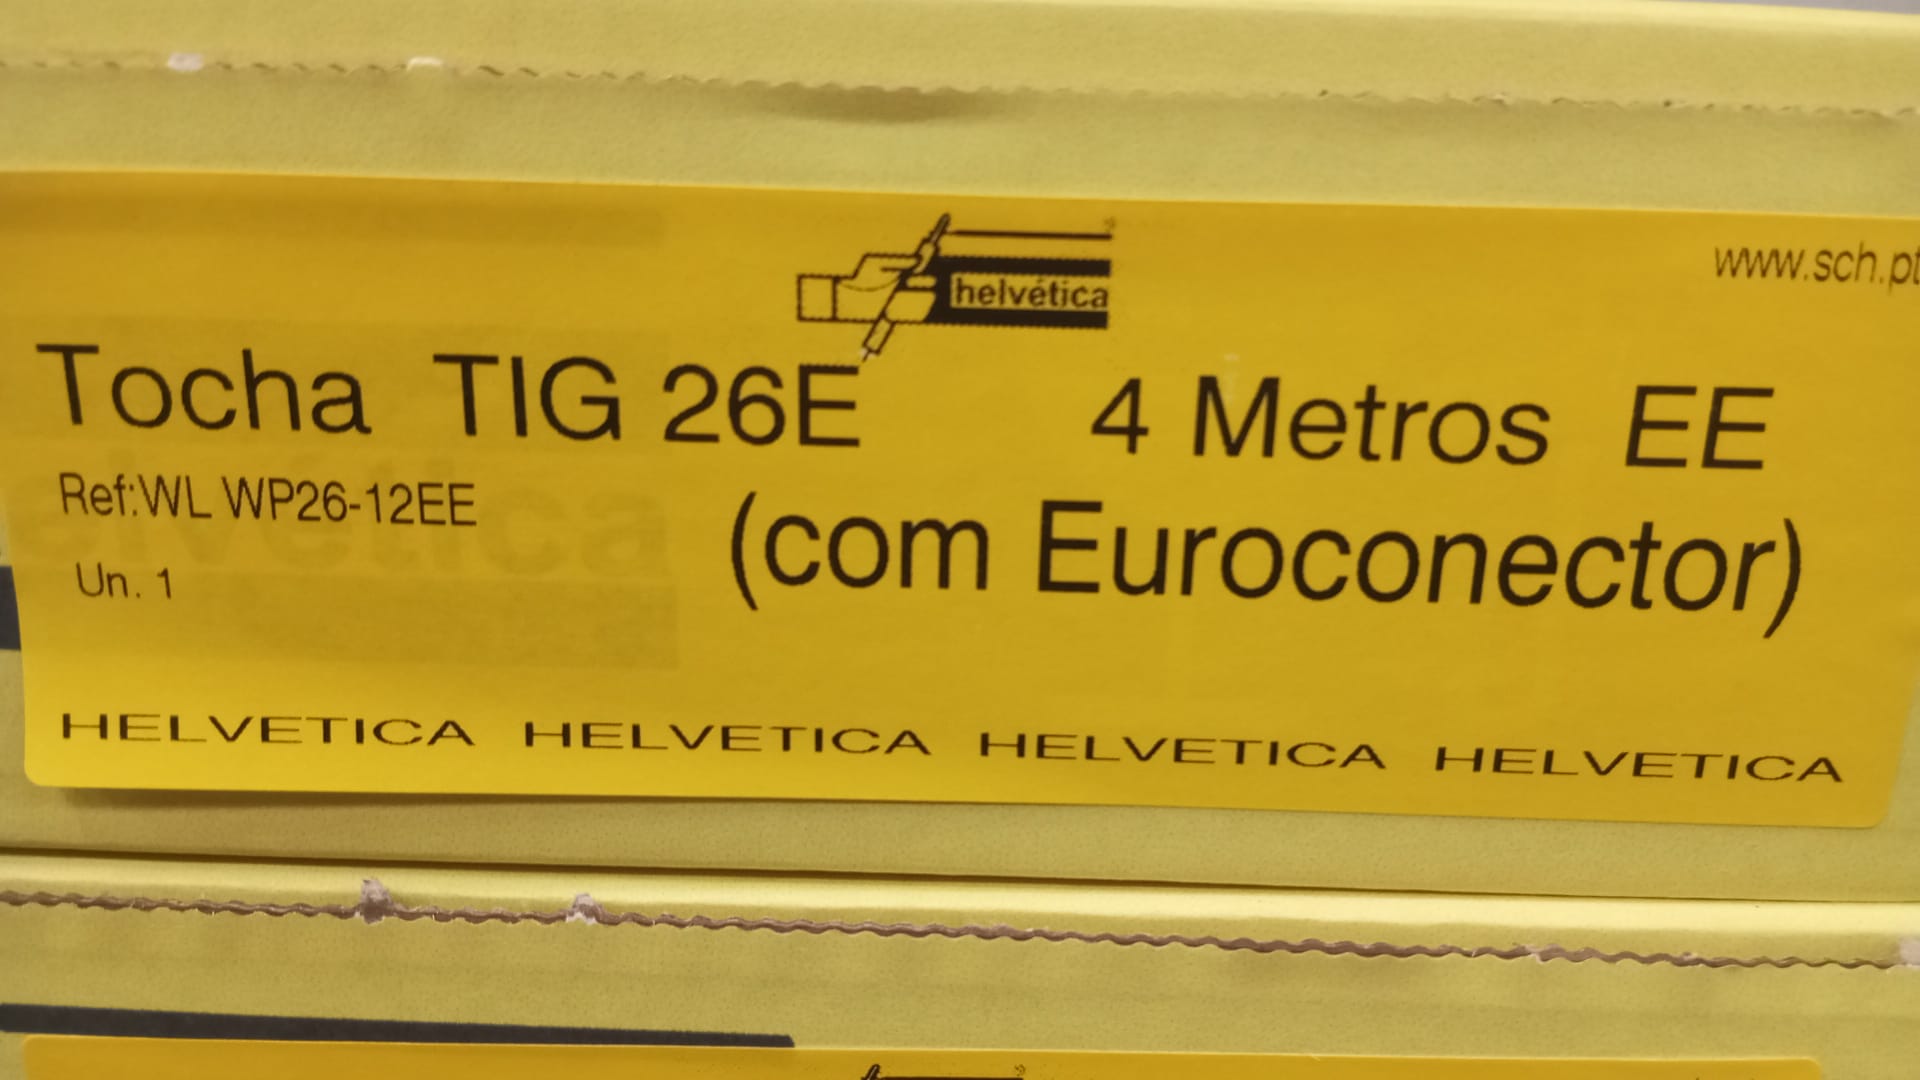 helvética
www.sch.pt
Tocha TIG 26E 4 Metros EE
Ref:WL WP26-12EE
(com Euroconector)
Un. 1
HELVETICA HELVETICA HELVETICA HELVETICA